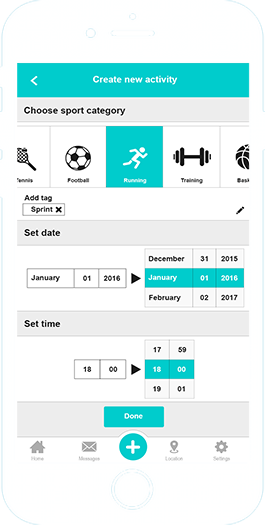 Create new activity
Choose sport category
Tennis Football Running Training Bask
Add tag
Sprint
Set date
December 31 2015
January 01 2016 January 01 2016
February 02 2017
Set time
17 59
18 00 18 00
19 01
Done
Home Messages Location Settings